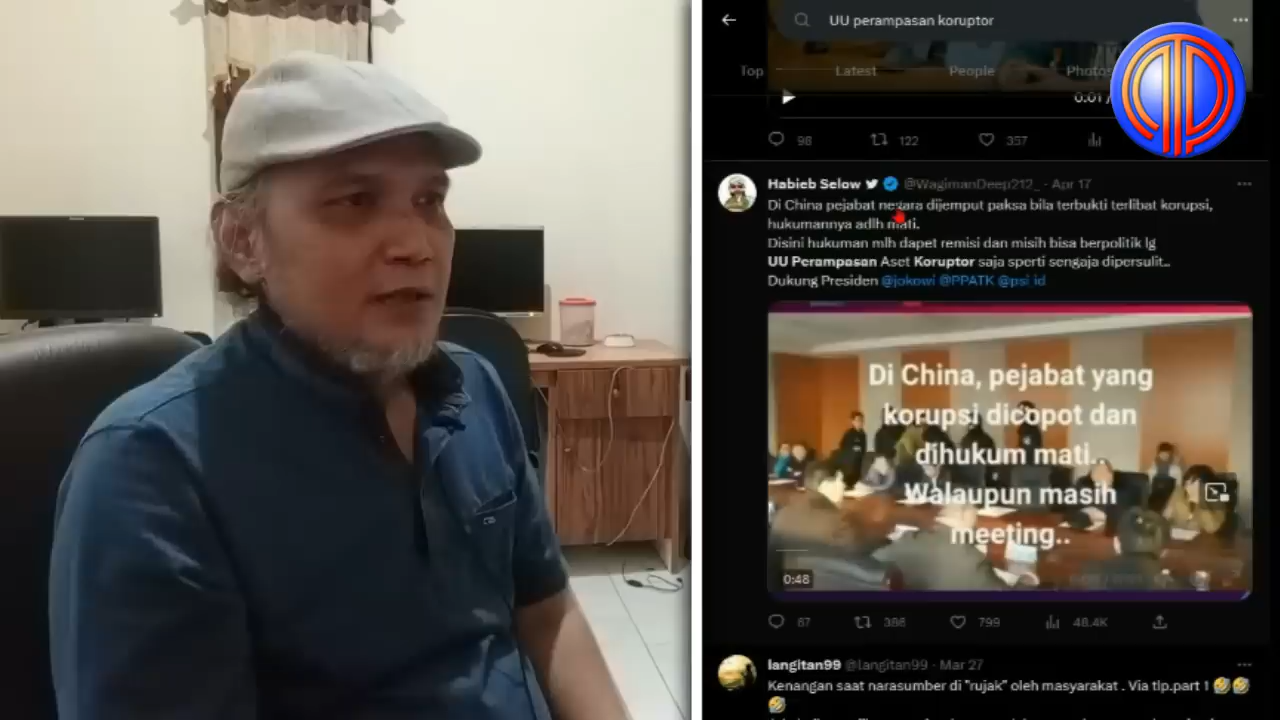 UU perampasan koruptor
Top Latest People Photos
0:01 /
98 122 357
Habieb Selow @WagimanDeep212_ · Apr 17
Di China pejabat negara dijemput paksa bila terbukti terlibat korupsi,
hukumannya adlh mati.
Disini hukuman mlh dapet remisi dan misih bisa berpolitik lg
UU Perampasan Aset Koruptor saja sperti sengaja dipersulit..
Dukung Presiden @jokowi @PPATK @psi_id
Di China, pejabat yang
korupsi dicopot dan
dihukum mati..
Walaupun masih
meeting..
0:48
67 386 799 48.4K
langitan99 @langitan99 · Mar 27
Kenangan saat narasumber di "rujak" oleh masyarakat . Via tlp.part 1 🤣🤣
🤣